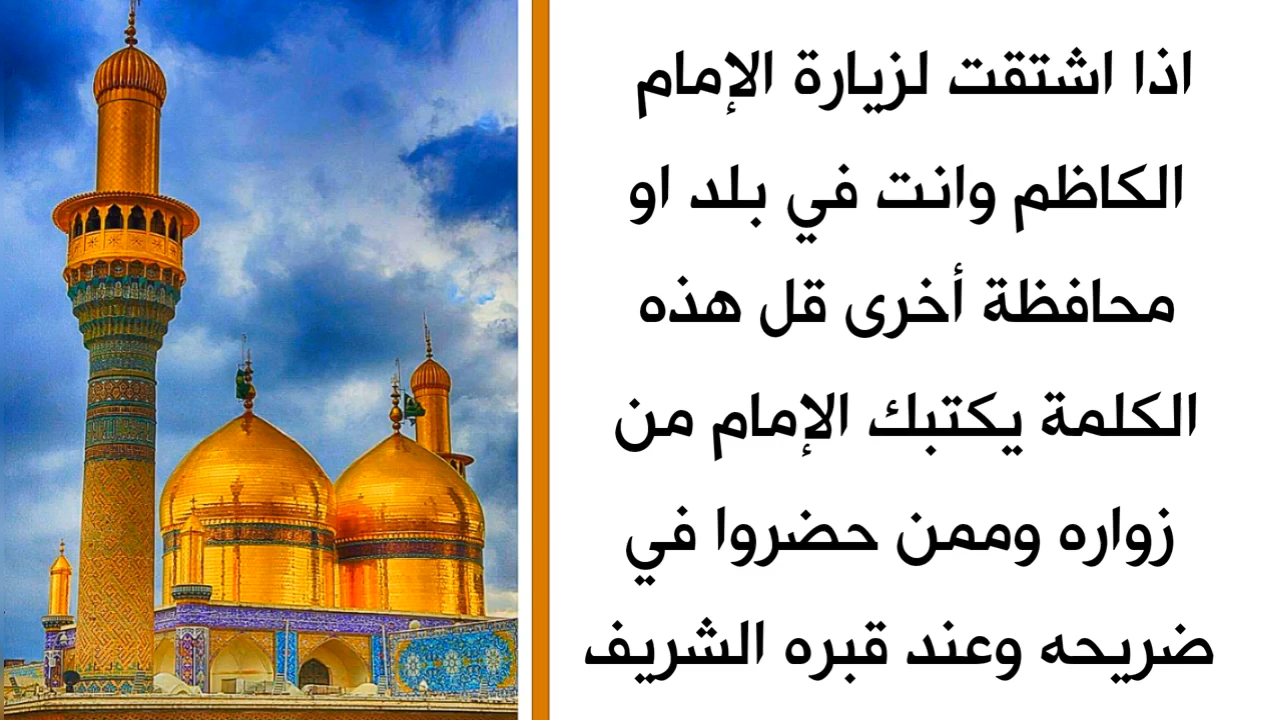 اذا اشتقت لزيارة الإمام
الكاظم وانت في بلد او
محافظة أخرى قل هذه
الكلمة يكتبك الإمام من
زواره وممن حضروا في
ضريحه وعند قبره الشريف